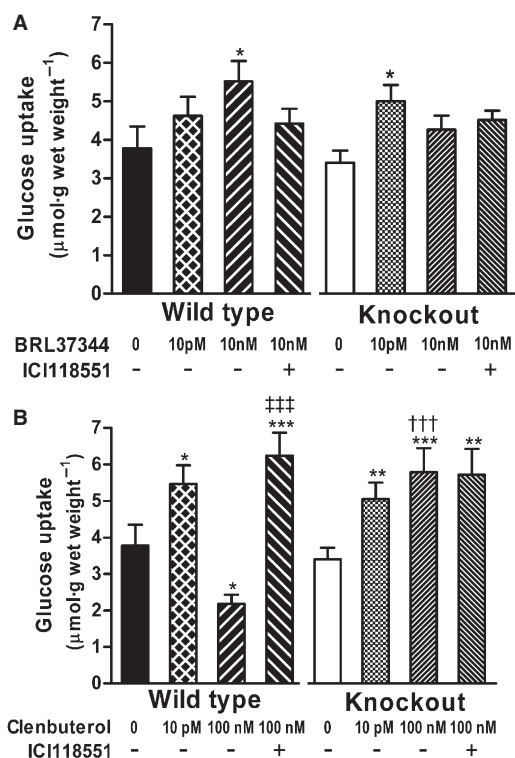 A
Glucose uptake
(μmol·g wet weight⁻¹)
7
6
5
4
3
2
1
0
*
*
Wild type
Knockout
BRL37344 0 10pM 10nM 10nM 0 10pM 10nM 10nM
ICI118551 – – – + – – – +
B
Glucose uptake
(μmol·g wet weight⁻¹)
7
6
5
4
3
2
1
0
*
*
‡‡‡
***
**
†††
***
**
Wild type
Knockout
Clenbuterol 0 10 pM 100 nM 100 nM 0 10 pM 100 nM 100 nM
ICI118551 – – – + – – – +